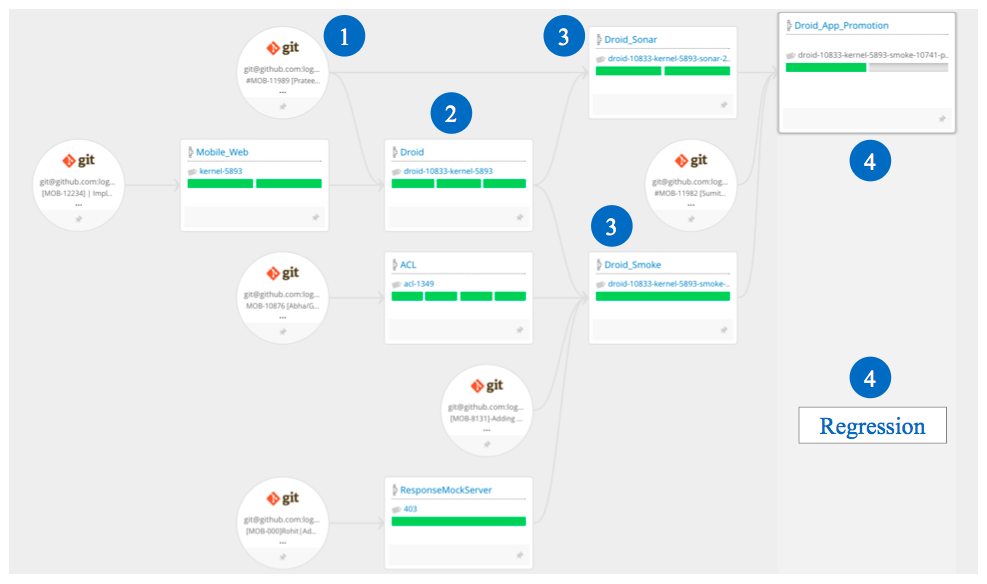 git
git@github.com:log...
#MOB-11989 [Pratee...
...
1
3
Droid_Sonar
droid-10833-kernel-5893-sonar-2..
Droid_App_Promotion
droid-10833-kernel-5893-smoke-10741-p..
4
git
git@github.com:log...
[MOB-12234] | Impl...
...
Mobile_Web
kernel-5893
2
Droid
droid-10833-kernel-5893
git
git@github.com:log...
#MOB-11982 [Sumit...
...
git
git@github.com:log...
MOB-10876 [Abha/G...
...
ACL
acl-1349
3
Droid_Smoke
droid-10833-kernel-5893-smoke-..
4
Regression
git
git@github.com:log...
[MOB-8131]-Adding ...
...
git
git@github.com:log...
[MOB-000]Rohit|Ad...
...
ResponseMockServer
403